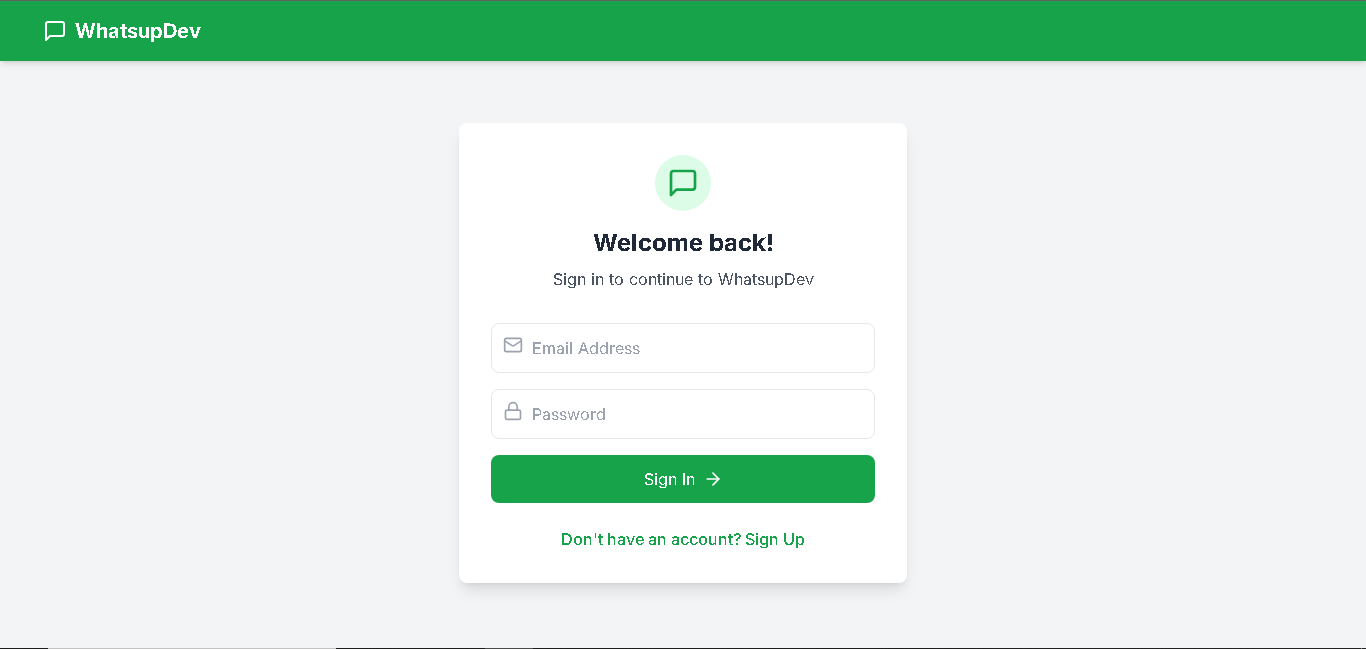 WhatsupDev
Welcome back!
Sign in to continue to WhatsupDev
Email Address
Password
Sign In →
Don't have an account? Sign Up